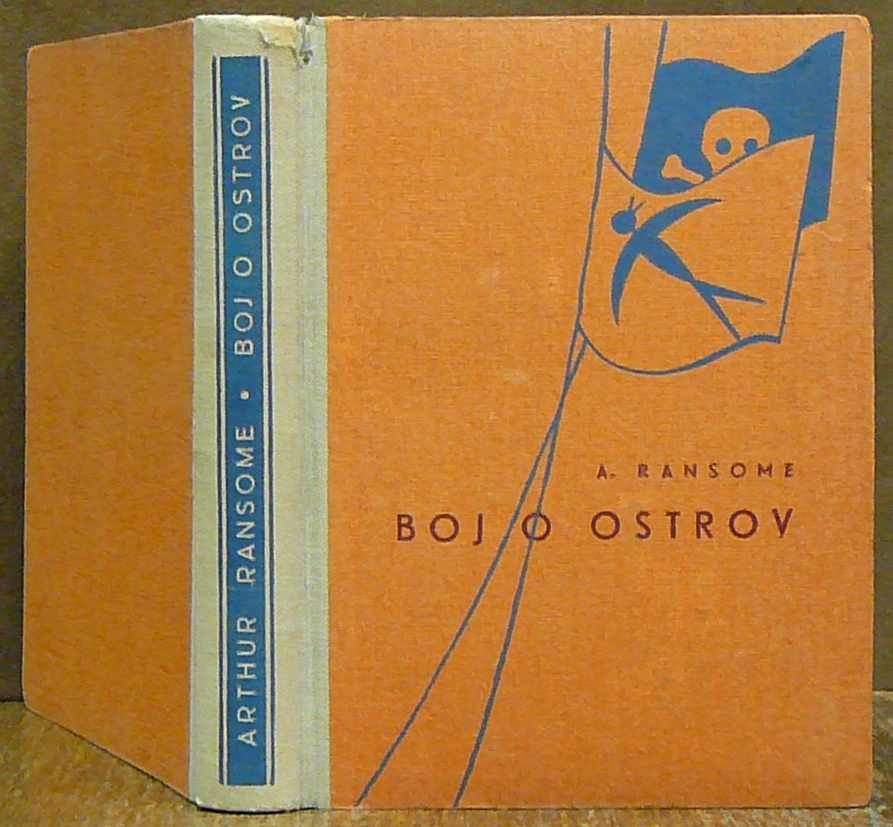 ARTHUR RANSOME • BOJ O OSTROV
A. RANSOME
BOJ O OSTROV